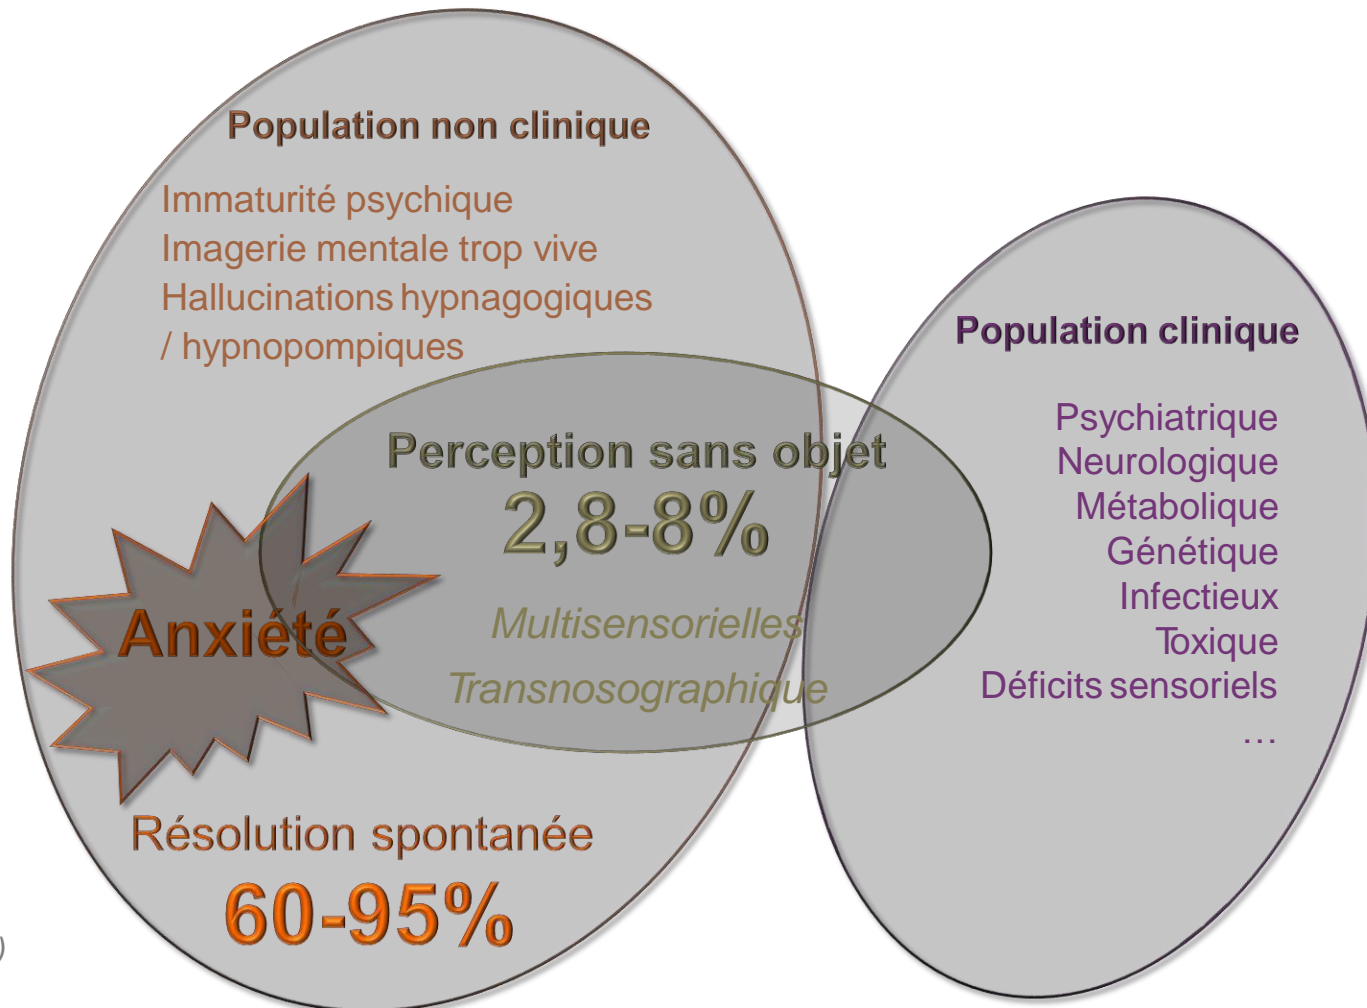 Population non clinique
Immaturité psychique
Imagerie mentale trop vive
Hallucinations hypnagogiques
/ hypnopompiques
Perception sans objet
2,8-8%
Multisensorielles
Transnosographique
Anxiété
Résolution spontanée
60-95%
)
Population clinique
Psychiatrique
Neurologique
Métabolique
Génétique
Infectieux
Toxique
Déficits sensoriels
…